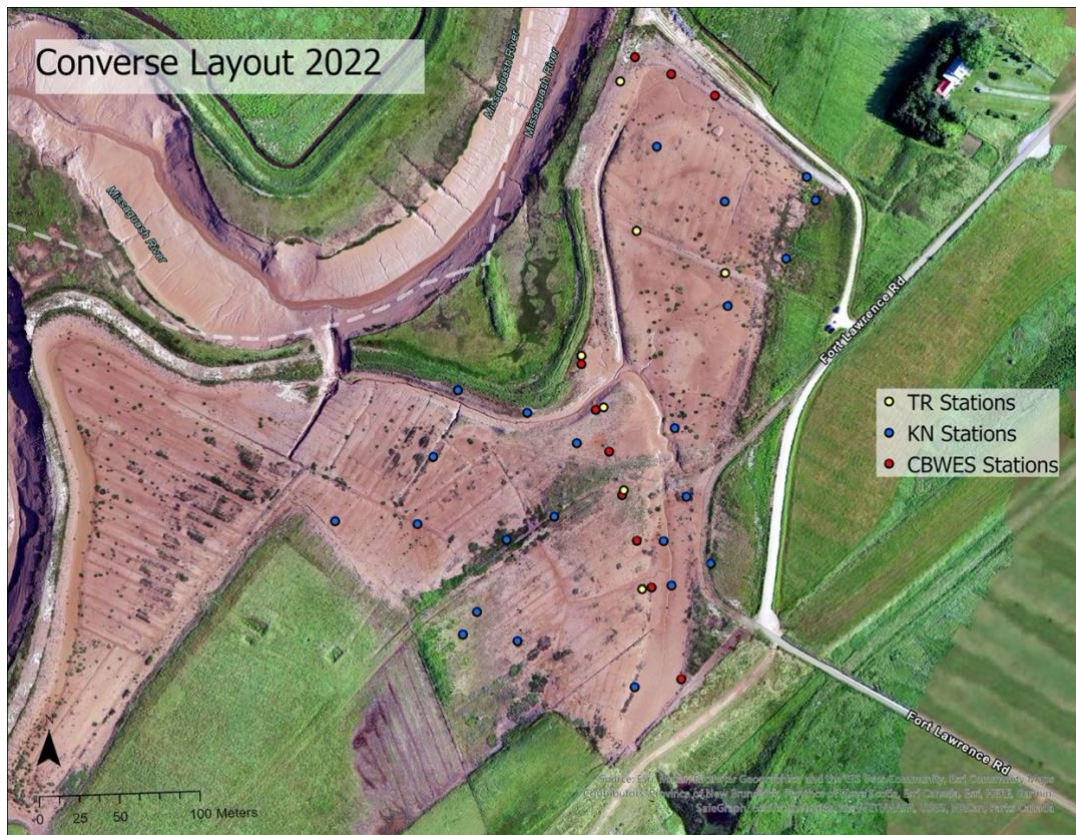 Converse Layout 2022
Missaguash River
Missaguash River
Missaguash River
Fort Lawrence Rd
TR Stations
KN Stations
CBWES Stations
Fort Lawrence Rd
0 50 100 Meters